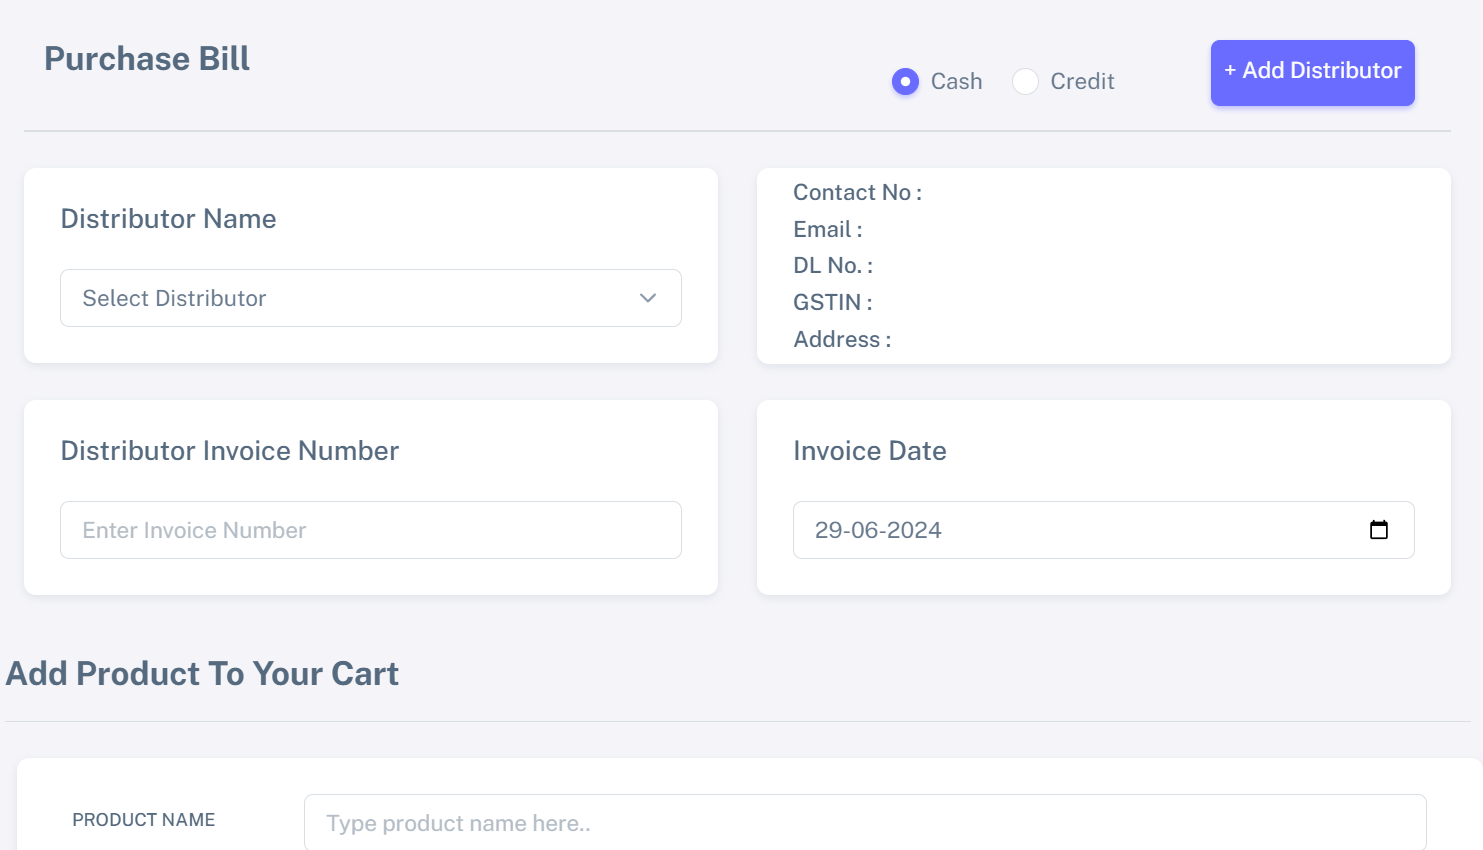 Purchase Bill
Cash
Credit
+ Add Distributor
Distributor Name
Select Distributor
Contact No :
Email :
DL No. :
GSTIN :
Address :
Distributor Invoice Number
Enter Invoice Number
Invoice Date
29-06-2024
Add Product To Your Cart
PRODUCT NAME
Type product name here..